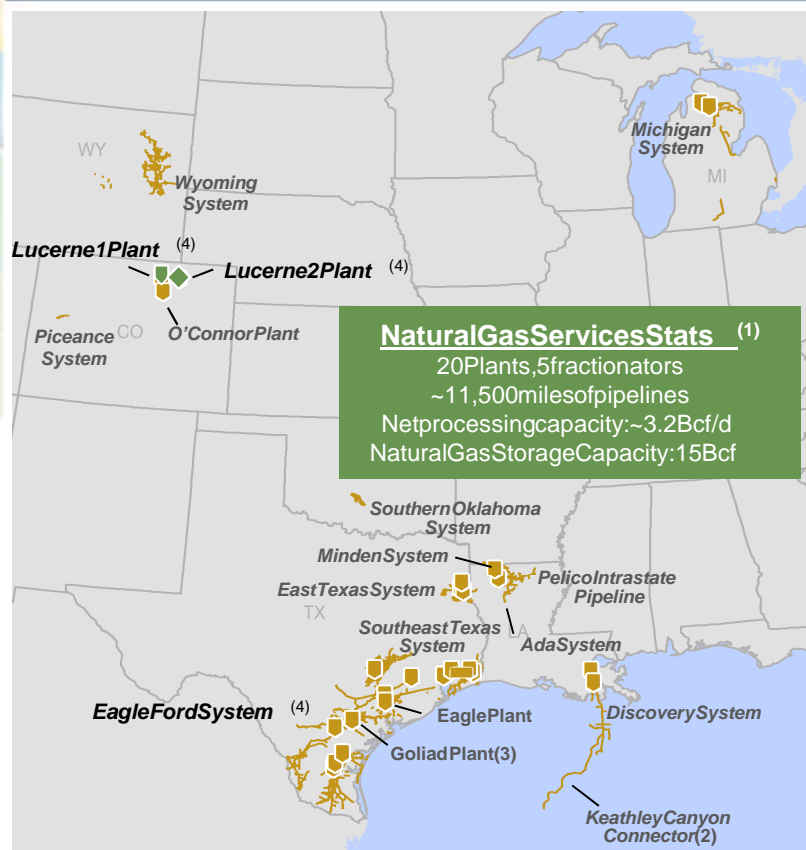 Michigan
System
WY
MI
Wyoming
System
Lucerne1Plant (4)
Lucerne2Plant (4)
Piceance
System
CO
O'ConnorPlant
NaturalGasServicesStats (1)
20Plants,5fractionators
~11,500milesofpipelines
Netprocessingcapacity:~3.2Bcf/d
NaturalGasStorageCapacity:15Bcf
SouthernOklahoma
System
MindenSystem
EastTexasSystem
PelicoIntrastate
Pipeline
TX
SoutheastTexas
System
LA
AdaSystem
EagleFordSystem (4)
EaglePlant
DiscoverySystem
GoliadPlant(3)
KeathleyCanyon
Connector(2)